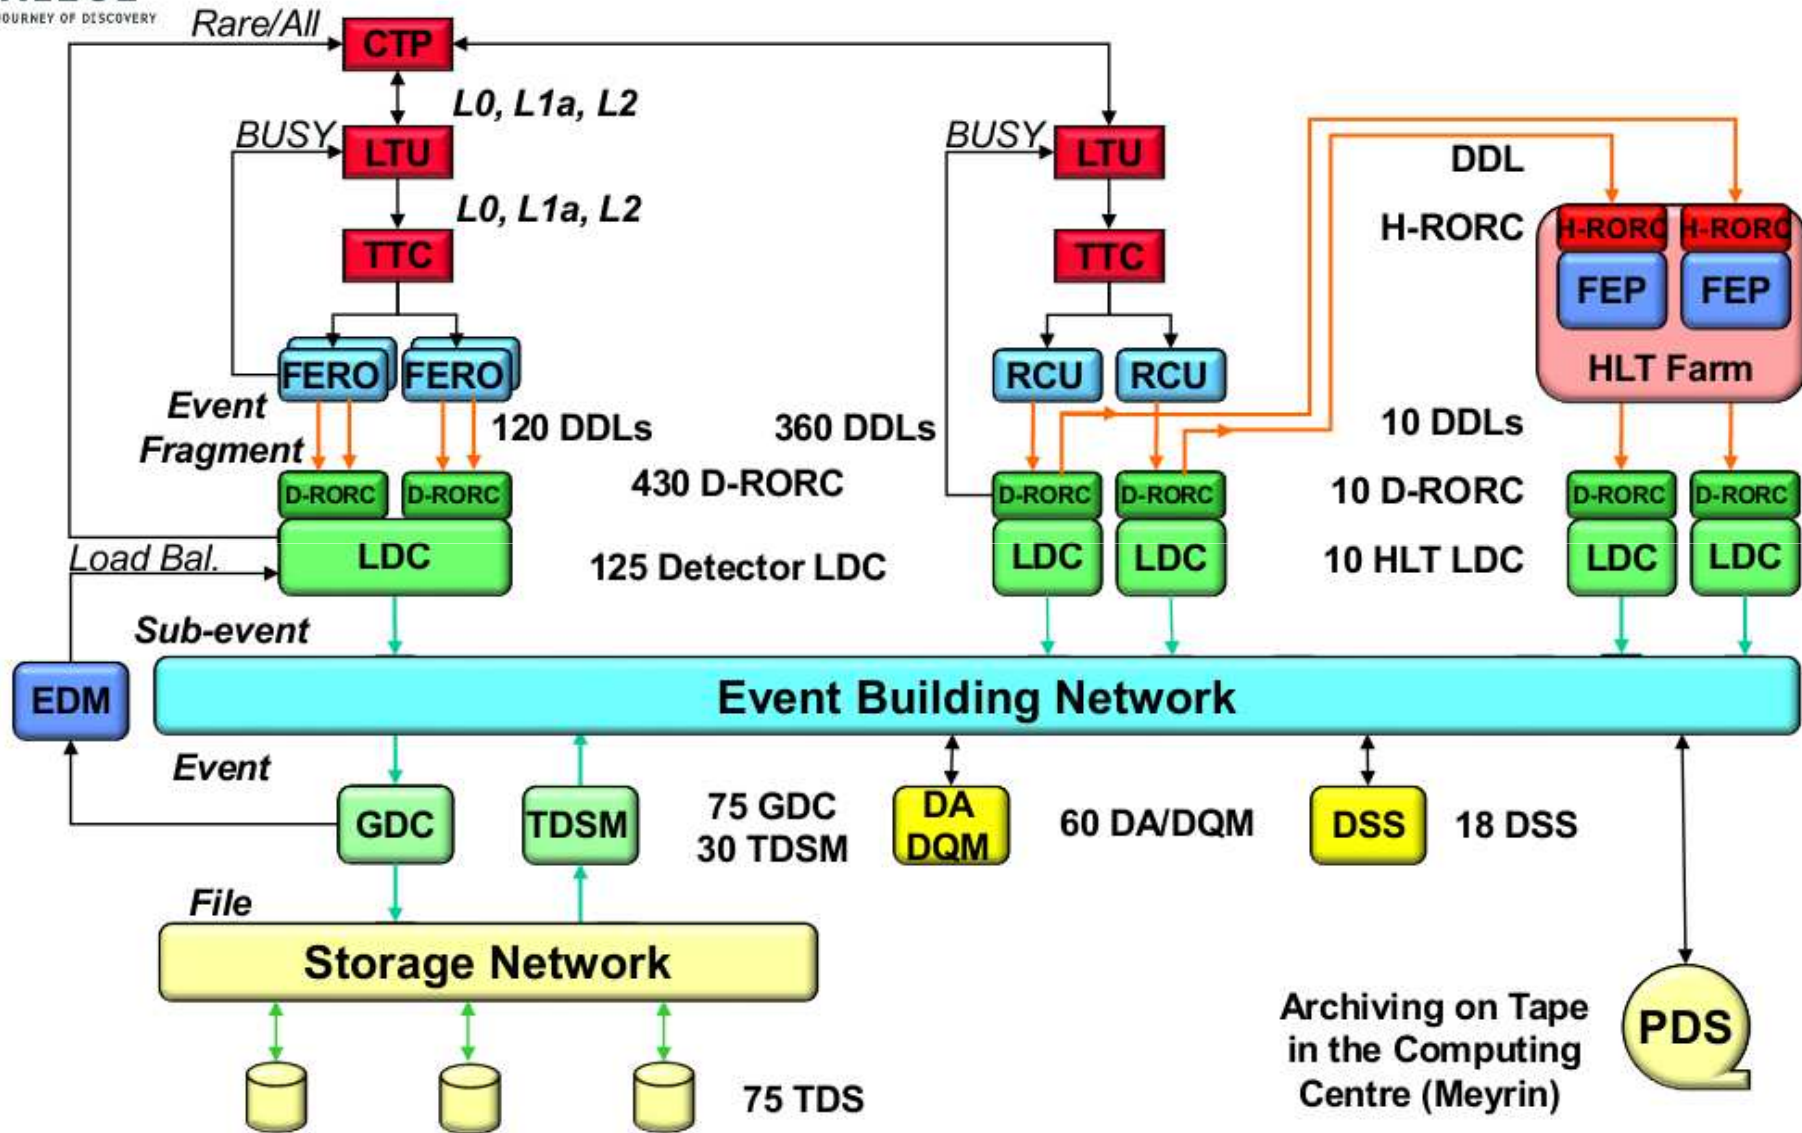 JOURNEY OF DISCOVERY
Rare/All
CTP
L0, L1a, L2
BUSY
LTU
BUSY
LTU
DDL
L0, L1a, L2
H-RORC
H-RORC
H-RORC
TTC
TTC
FEP
FEP
FERO
FERO
RCU
RCU
HLT Farm
Event
Fragment
120 DDLs
360 DDLs
10 DDLs
D-RORC
D-RORC
430 D-RORC
D-RORC
D-RORC
10 D-RORC
D-RORC
D-RORC
Load Bal.
LDC
125 Detector LDC
LDC
LDC
10 HLT LDC
LDC
LDC
Sub-event
EDM
Event Building Network
Event
GDC
TDSM
75 GDC
30 TDSM
DA
DQM
60 DA/DQM
DSS
18 DSS
File
Storage Network
Archiving on Tape
in the Computing
Centre (Meyrin)
PDS
75 TDS